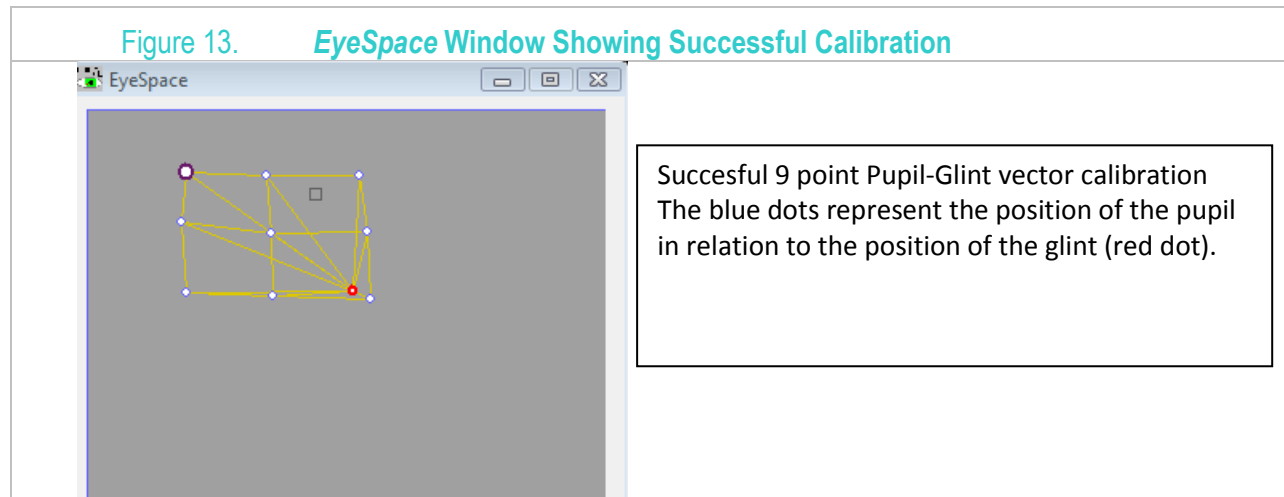 Figure 13. EyeSpace Window Showing Successful Calibration
EyeSpace
Succesful 9 point Pupil-Glint vector calibration
The blue dots represent the position of the pupil
in relation to the position of the glint (red dot).